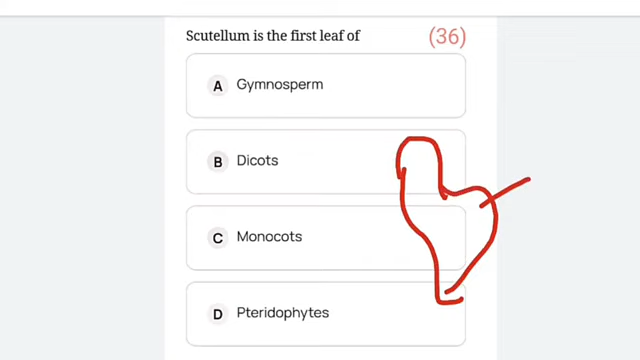 Scutellum is the first leaf of (36)
A Gymnosperm
B Dicots
C Monocots
D Pteridophytes